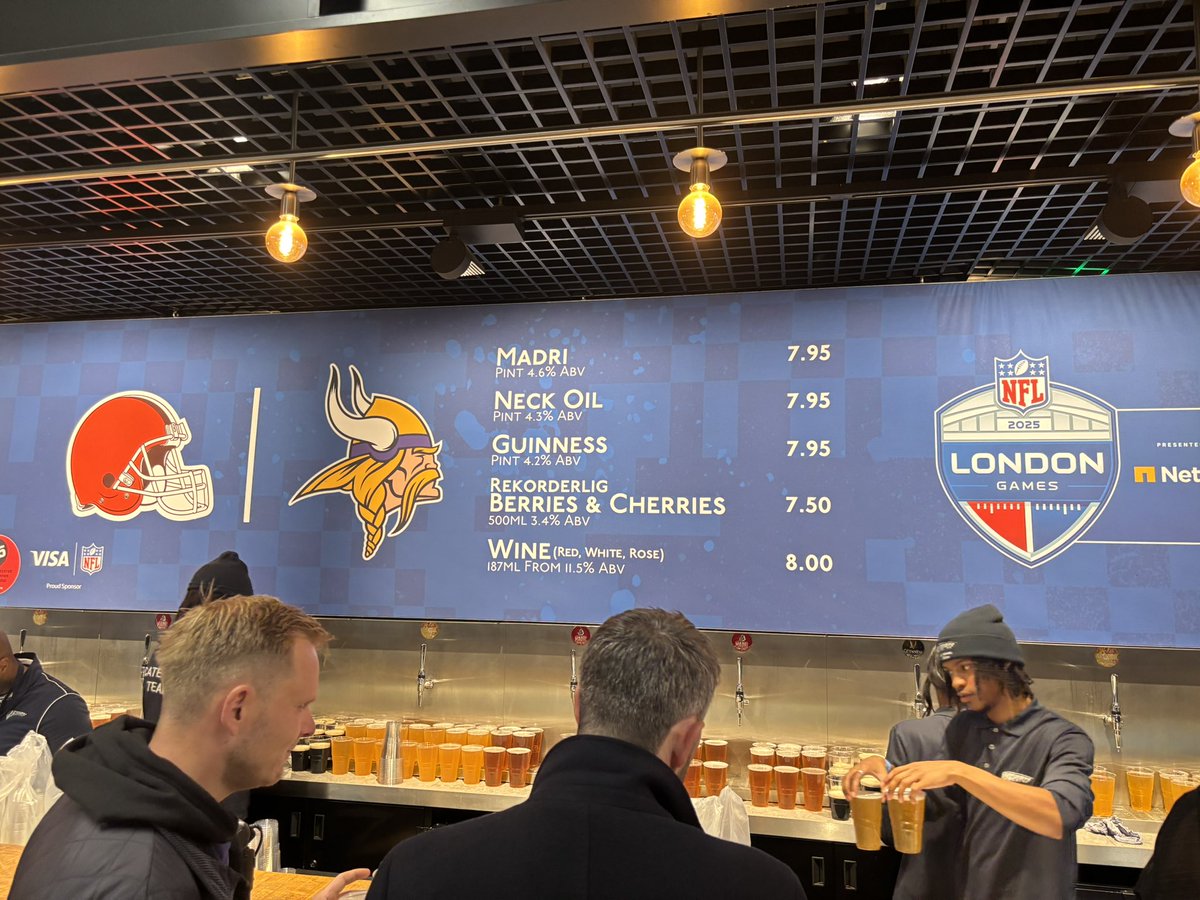 MADRI 7.95
PINT 4.6% ABV
NECK OIL 7.95
PINT 4.3% ABV
GUINNESS 7.95
PINT 4.2% ABV
REKORDERLIG
BERRIES & CHERRIES 7.50
500ML 3.4% ABV
WINE (RED, WHITE, ROSE) 8.00
187ML FROM 11.5% ABV
NFL
2025
LONDON
GAMES
PRESENTE
Net
VISA NFL
Proud Sponsor